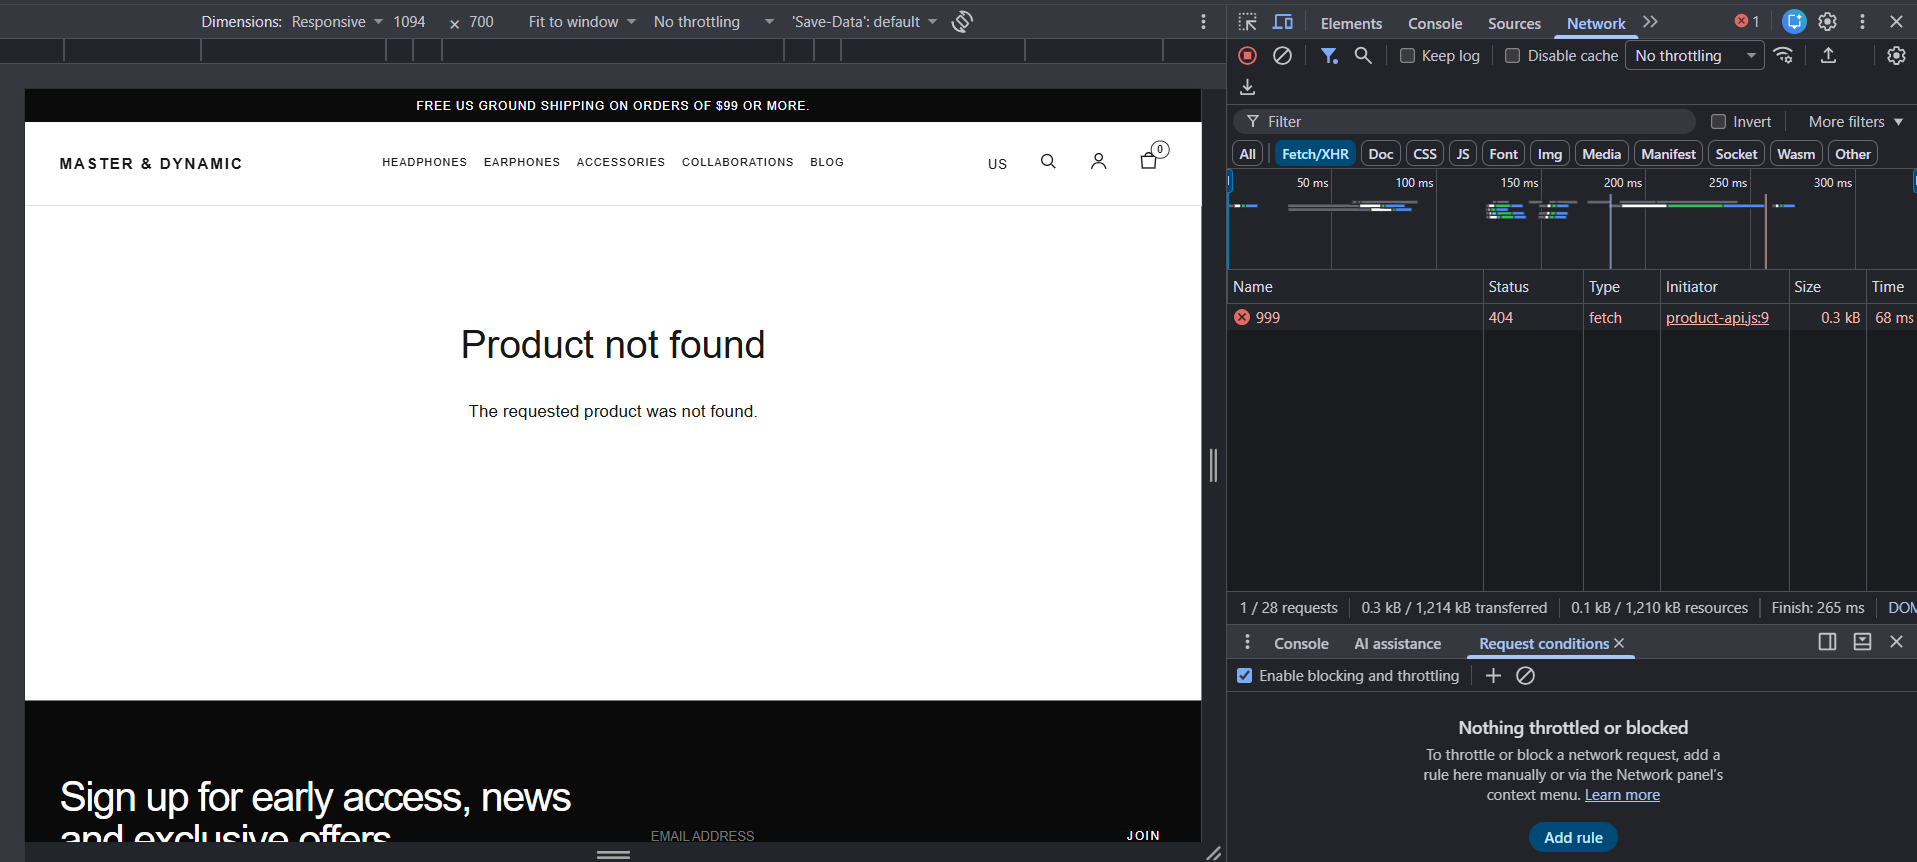 Dimensions: Responsive 1094 × 700 Fit to window No throttling 'Save-Data': default
Elements Console Sources Network 1
Keep log Disable cache No throttling
Filter Invert More filters
All Fetch/XHR Doc CSS JS Font Img Media Manifest Socket Wasm Other
50 ms 100 ms 150 ms 200 ms 250 ms 300 ms
Name Status Type Initiator Size Time
999 404 fetch product-api.js:9 0.3 kB 68 ms
1 / 28 requests 0.3 kB / 1,214 kB transferred 0.1 kB / 1,210 kB resources Finish: 265 ms DOM
Console AI assistance Request conditions
Enable blocking and throttling
Nothing throttled or blocked
To throttle or block a network request, add a
rule here manually or via the Network panel's
context menu. Learn more
Add rule
FREE US GROUND SHIPPING ON ORDERS OF $99 OR MORE.
MASTER & DYNAMIC HEADPHONES EARPHONES ACCESSORIES COLLABORATIONS BLOG US 0
Product not found
The requested product was not found.
Sign up for early access, news
and exclusive offers
EMAIL ADDRESS JOIN